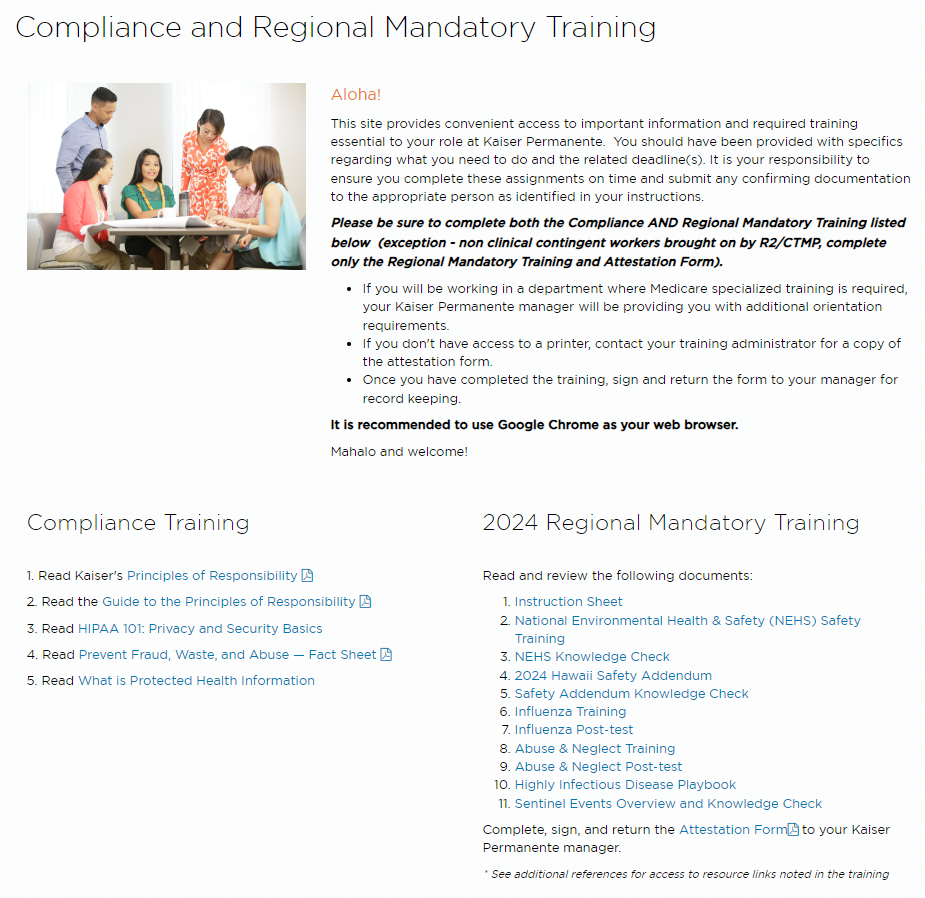 Compliance and Regional Mandatory Training
Aloha!
This site provides convenient access to important information and required training
essential to your role at Kaiser Permanente.  You should have been provided with specifics
regarding what you need to do and the related deadline(s). It is your responsibility to
ensure you complete these assignments on time and submit any confirming documentation
to the appropriate person as identified in your instructions.
Please be sure to complete both the Compliance AND Regional Mandatory Training listed
below  (exception - non clinical contingent workers brought on by R2/CTMP, complete
only the Regional Mandatory Training and Attestation Form).
• If you will be working in a department where Medicare specialized training is required,
your Kaiser Permanente manager will be providing you with additional orientation
requirements.
• If you don't have access to a printer, contact your training administrator for a copy of
the attestation form.
• Once you have completed the training, sign and return the form to your manager for
record keeping.
It is recommended to use Google Chrome as your web browser.
Mahalo and welcome!
Compliance Training
1. Read Kaiser's Principles of Responsibility
2. Read the Guide to the Principles of Responsibility
3. Read HIPAA 101: Privacy and Security Basics
4. Read Prevent Fraud, Waste, and Abuse — Fact Sheet
5. Read What is Protected Health Information
2024 Regional Mandatory Training
Read and review the following documents:
1. Instruction Sheet
2. National Environmental Health & Safety (NEHS) Safety
Training
3. NEHS Knowledge Check
4. 2024 Hawaii Safety Addendum
5. Safety Addendum Knowledge Check
6. Influenza Training
7. Influenza Post-test
8. Abuse & Neglect Training
9. Abuse & Neglect Post-test
10. Highly Infectious Disease Playbook
11. Sentinel Events Overview and Knowledge Check
Complete, sign, and return the Attestation Form to your Kaiser
Permanente manager.
* See additional references for access to resource links noted in the training